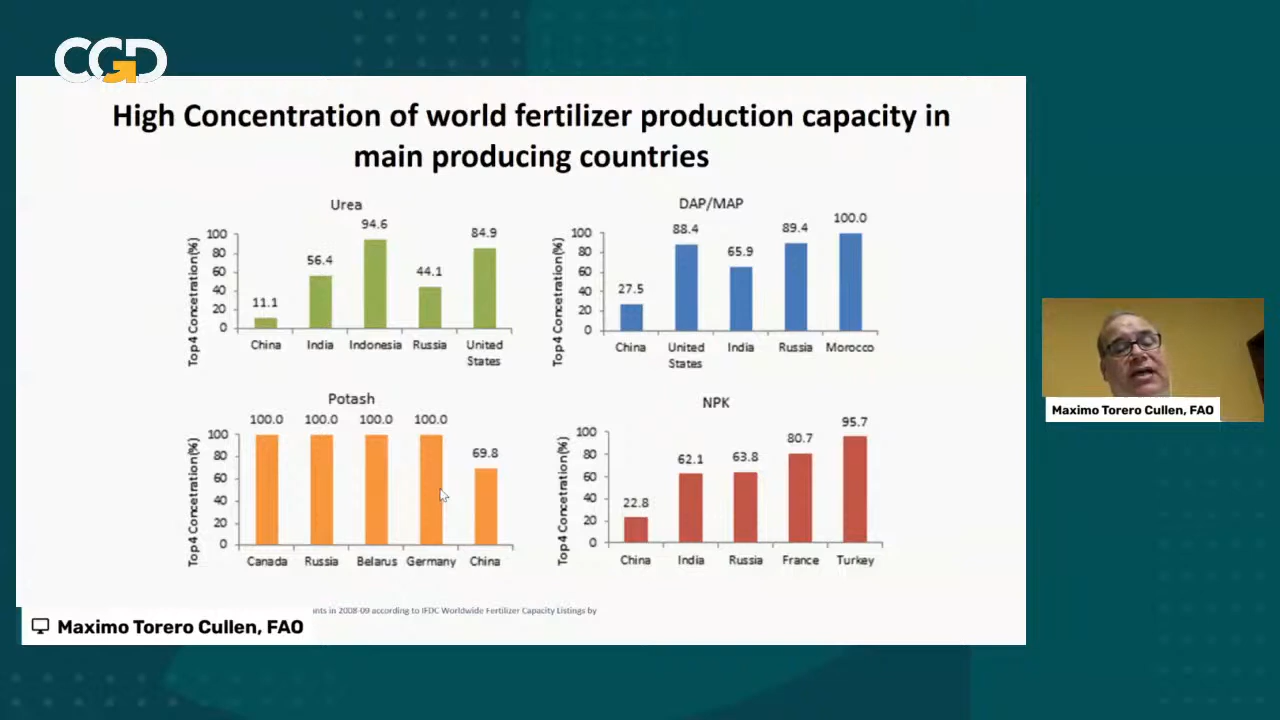 CGD
High Concentration of world fertilizer production capacity in
main producing countries
Urea
Top4 Concetration(%)
100
80
60
40
20
0
11.1
56.4
94.6
44.1
84.9
China
India
Indonesia
Russia
United
States
DAP/MAP
Top4 Concetration(%)
100
80
60
40
20
0
27.5
88.4
65.9
89.4
100.0
China
United
States
India
Russia
Morocco
Potash
Top4 Concetration(%)
100
80
60
40
20
0
100.0
100.0
100.0
100.0
69.8
Canada
Russia
Belarus
Germany
China
NPK
Top4 Concetration(%)
100
80
60
40
20
0
22.8
62.1
63.8
80.7
95.7
China
India
Russia
France
Turkey
in 2008-09 according to IFDC Worldwide Fertilizer Capacity Listings by
Maximo Torero Cullen, FAO
Maximo Torero Cullen, FAO